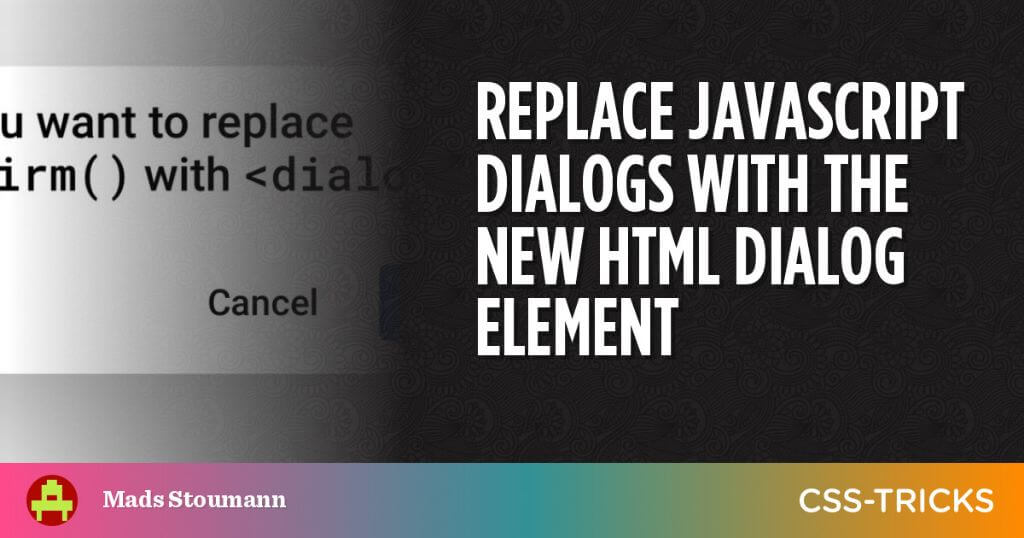 u want to replace
irm() with <dialo
Cancel
REPLACE JAVASCRIPT
DIALOGS WITH THE
NEW HTML DIALOG
ELEMENT
Mads Stoumann
CSS-TRICKS